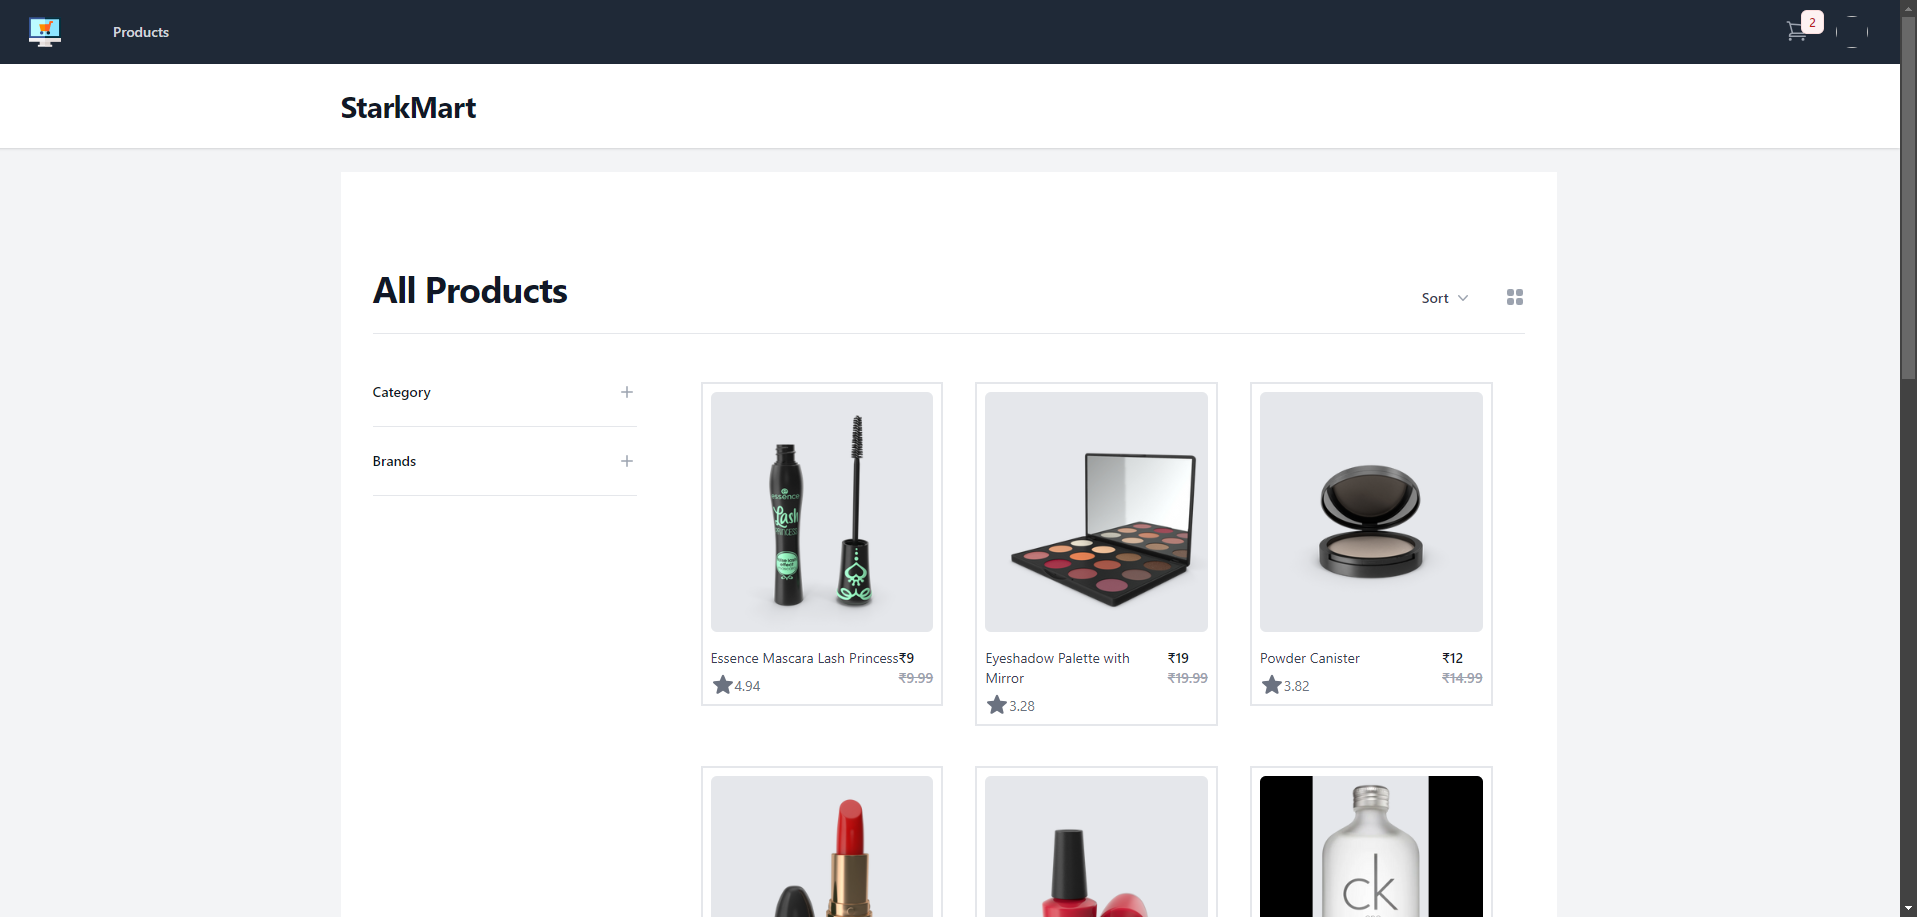 Products
2
StarkMart
All Products
Sort
Category
Brands
essence
Lash
PRINCESS
Essence Mascara Lash Princess
₹9
₹9.99
4.94
Eyeshadow Palette with
Mirror
₹19
₹19.99
3.28
Powder Canister
₹12
₹14.99
3.82
ck